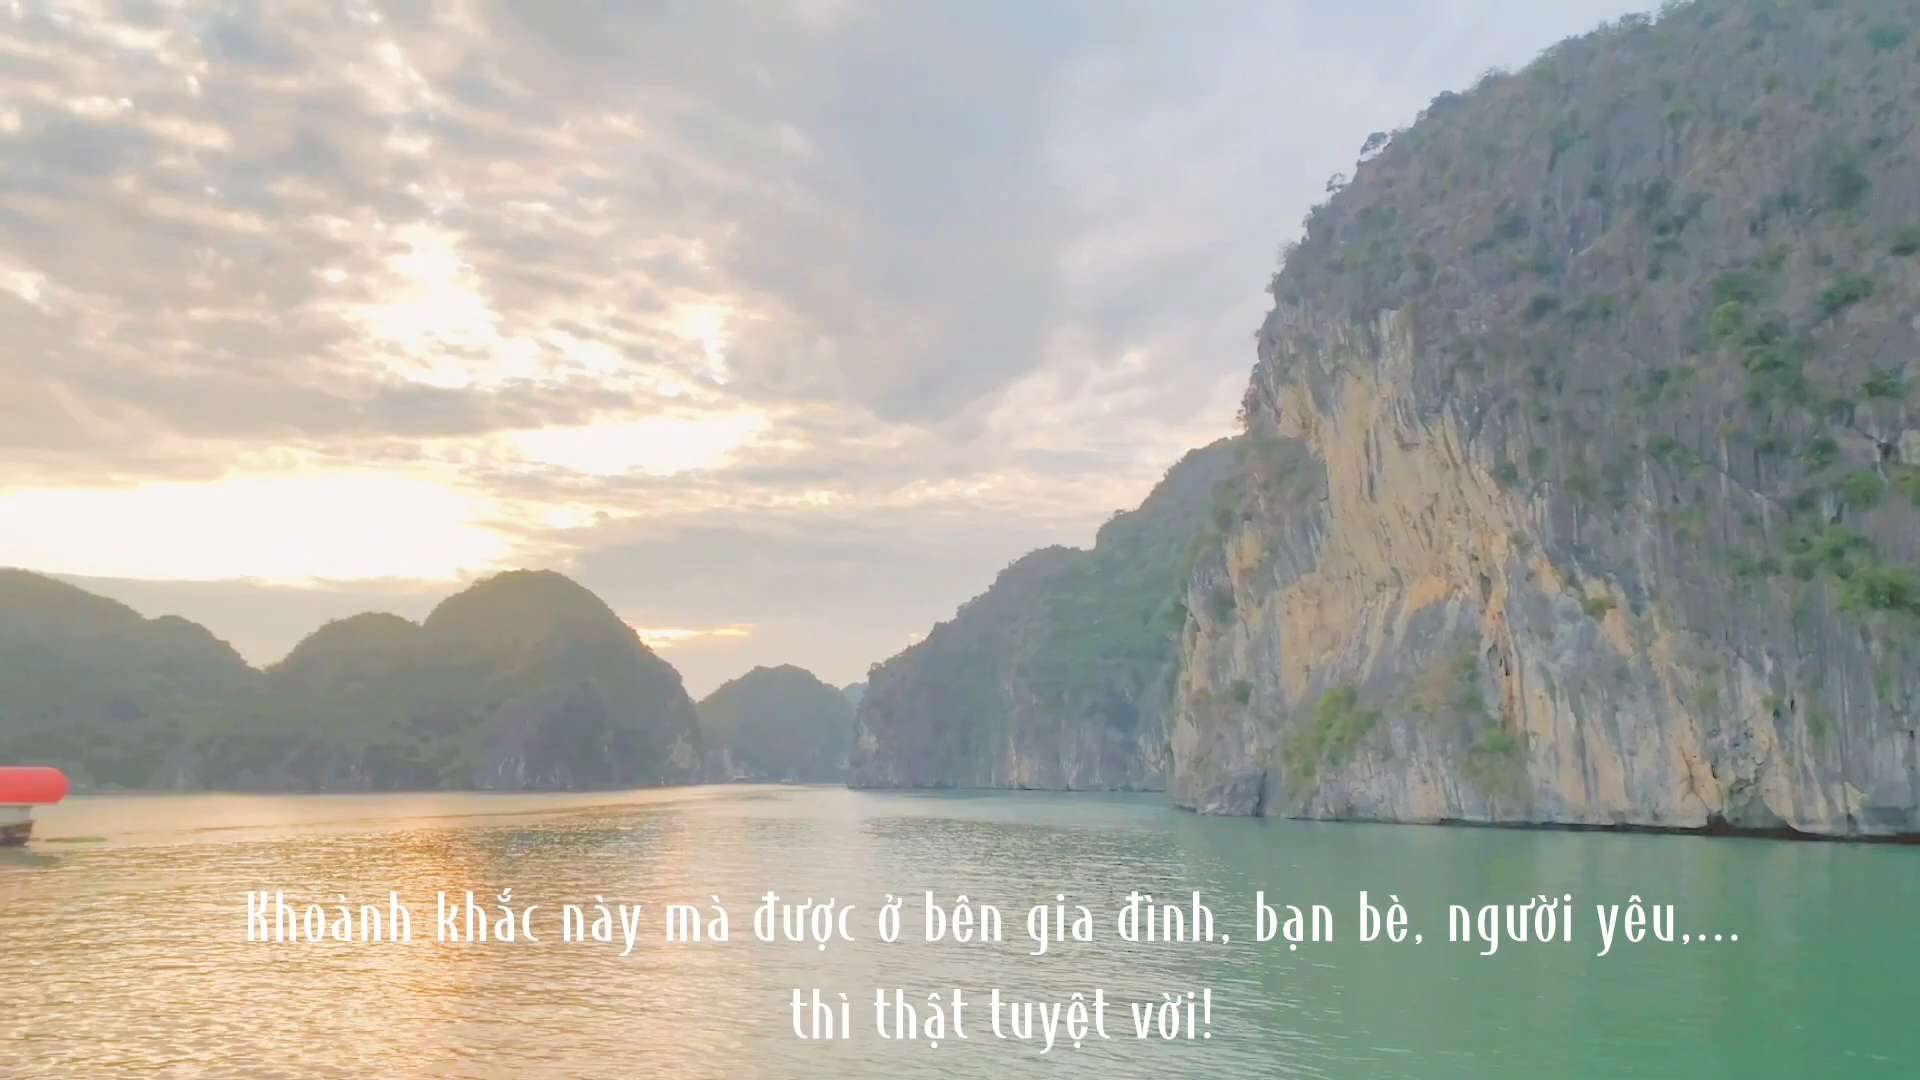 Khoảnh khắc này mà được ở bên gia đình, bạn bè, người yêu,...
thì thật tuyệt vời!